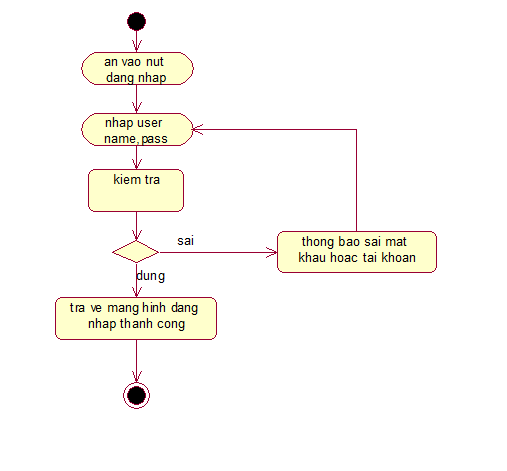 an vao nut
dang nhap
nhap user
name,pass
kiem tra
sai
thong bao sai mat
khau hoac tai khoan
dung
tra ve mang hinh dang
nhap thanh cong